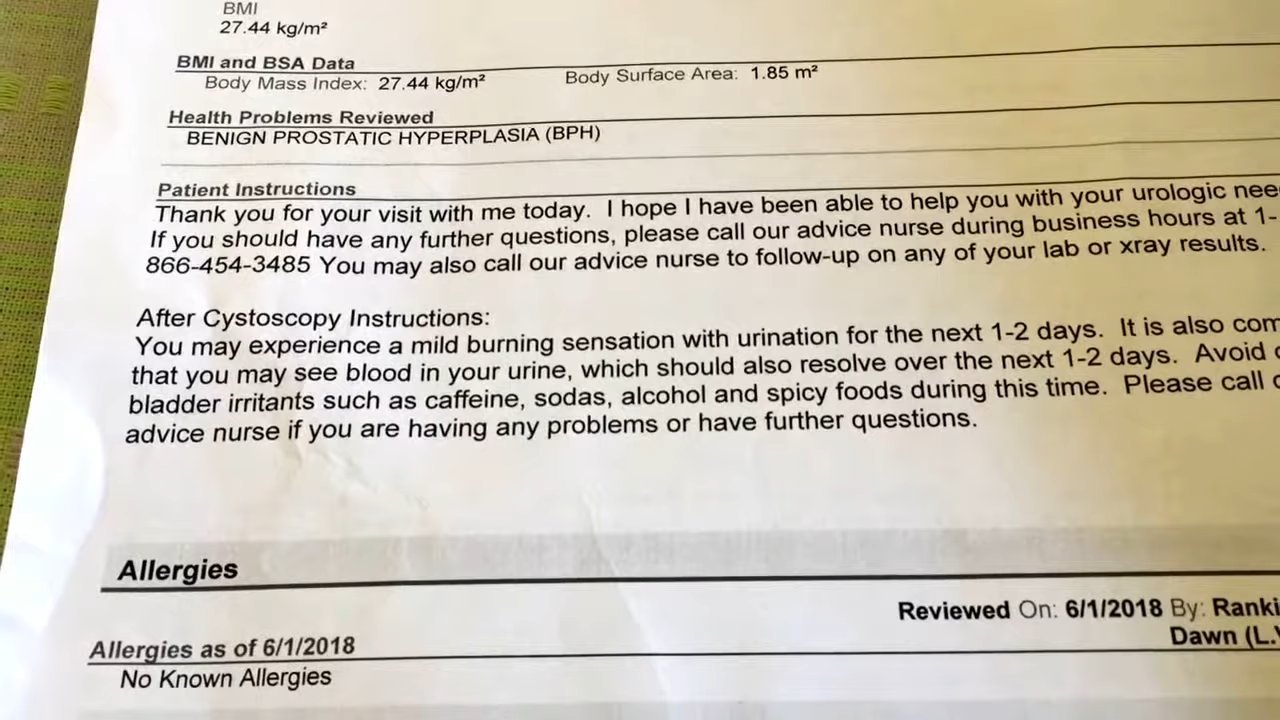 BMI
27.44 kg/m²
BMI and BSA Data
Body Mass Index: 27.44 kg/m² Body Surface Area: 1.85 m²
Health Problems Reviewed
BENIGN PROSTATIC HYPERPLASIA (BPH)
Patient Instructions
Thank you for your visit with me today. I hope I have been able to help you with your urologic
If you should have any further questions, please call our advice nurse during business hours at 1-
866-454-3485 You may also call our advice nurse to follow-up on any of your lab or xray results.
After Cystoscopy Instructions:
You may experience a mild burning sensation with urination for the next 1-2 days. It is also
that you may see blood in your urine, which should also resolve over the next 1-2 days. Avoid
bladder irritants such as caffeine, sodas, alcohol and spicy foods during this time. Please call
advice nurse if you are having any problems or have further questions.
Allergies
Reviewed On: 6/1/2018 By:
Dawn
Allergies as of 6/1/2018
No Known Allergies